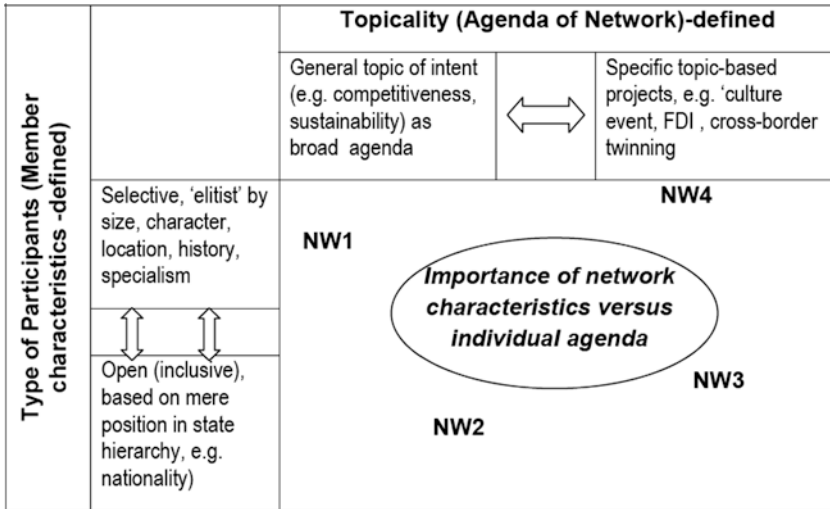 Topicality (Agenda of Network)-defined
General topic of intent
(e.g. competitiveness,
sustainability) as
broad agenda
Specific topic-based
projects, e.g. ‘culture
event, FDI , cross-border
twinning
Type of Participants (Member
characteristics -defined)
Selective, ‘elitist’ by
size, character,
location, history,
specialism
Open (inclusive),
based on mere
position in state
hierarchy, e.g.
nationality)
NW4
NW1
Importance of network
characteristics versus
individual agenda
NW3
NW2